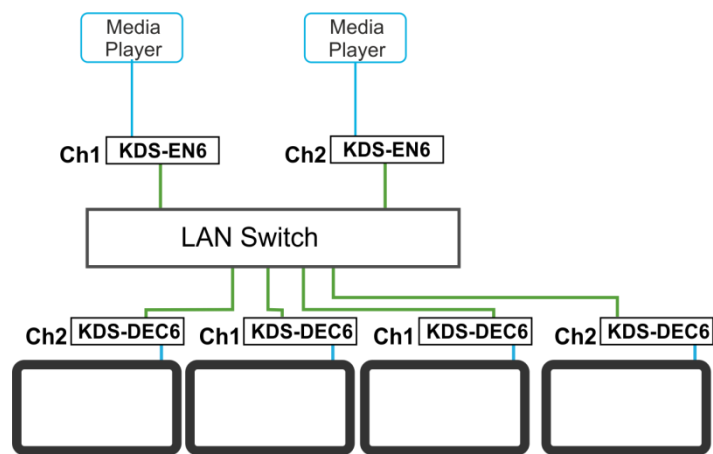 Media
Player
Media
Player
Ch1 KDS-EN6
Ch2 KDS-EN6
LAN Switch
Ch2 KDS-DEC6
Ch1 KDS-DEC6
Ch1 KDS-DEC6
Ch2 KDS-DEC6